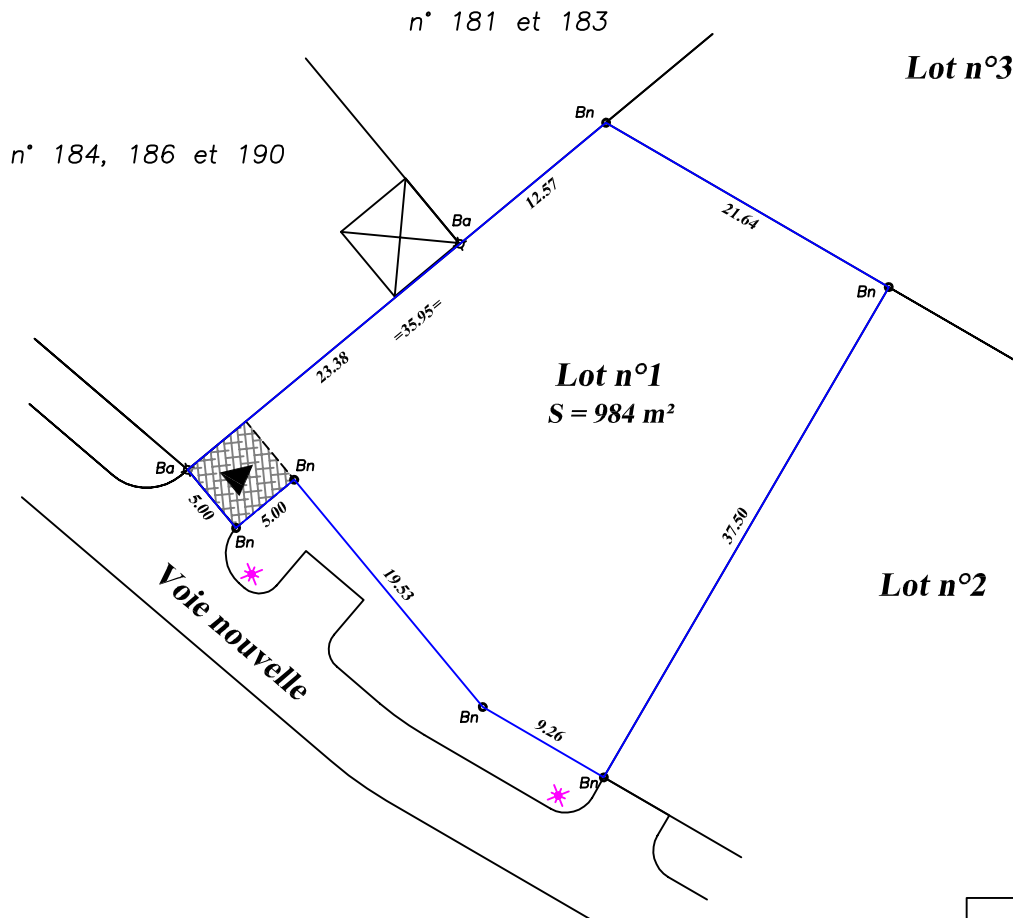 n° 181 et 183
Lot n°3
Bn
n° 184, 186 et 190
12.57
21.64
Ba
Bn
=35.95=
23.38
Lot n°1
S = 984 m²
Ba
Bn
5.00
5.00
Bn
37.50
19.53
Lot n°2
Voie nouvelle
Bn
9.26
Bn